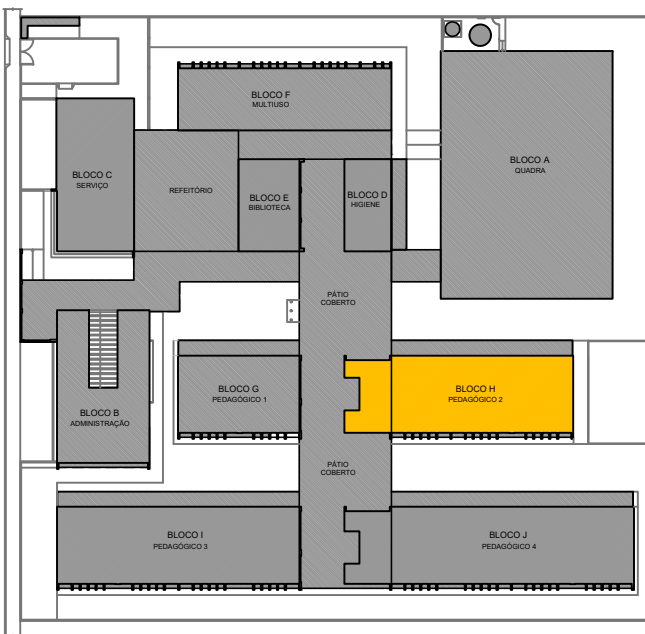 BLOCO F
MULTIUSO
BLOCO A
QUADRA
BLOCO C
SERVIÇO
REFEITÓRIO
BLOCO E
BIBLIOTECA
BLOCO D
HIGIENE
PÁTIO
COBERTO
BLOCO G
PEDAGÓGICO 1
BLOCO H
PEDAGÓGICO 2
BLOCO B
ADMINISTRAÇÃO
PÁTIO
COBERTO
BLOCO I
PEDAGÓGICO 3
BLOCO J
PEDAGÓGICO 4